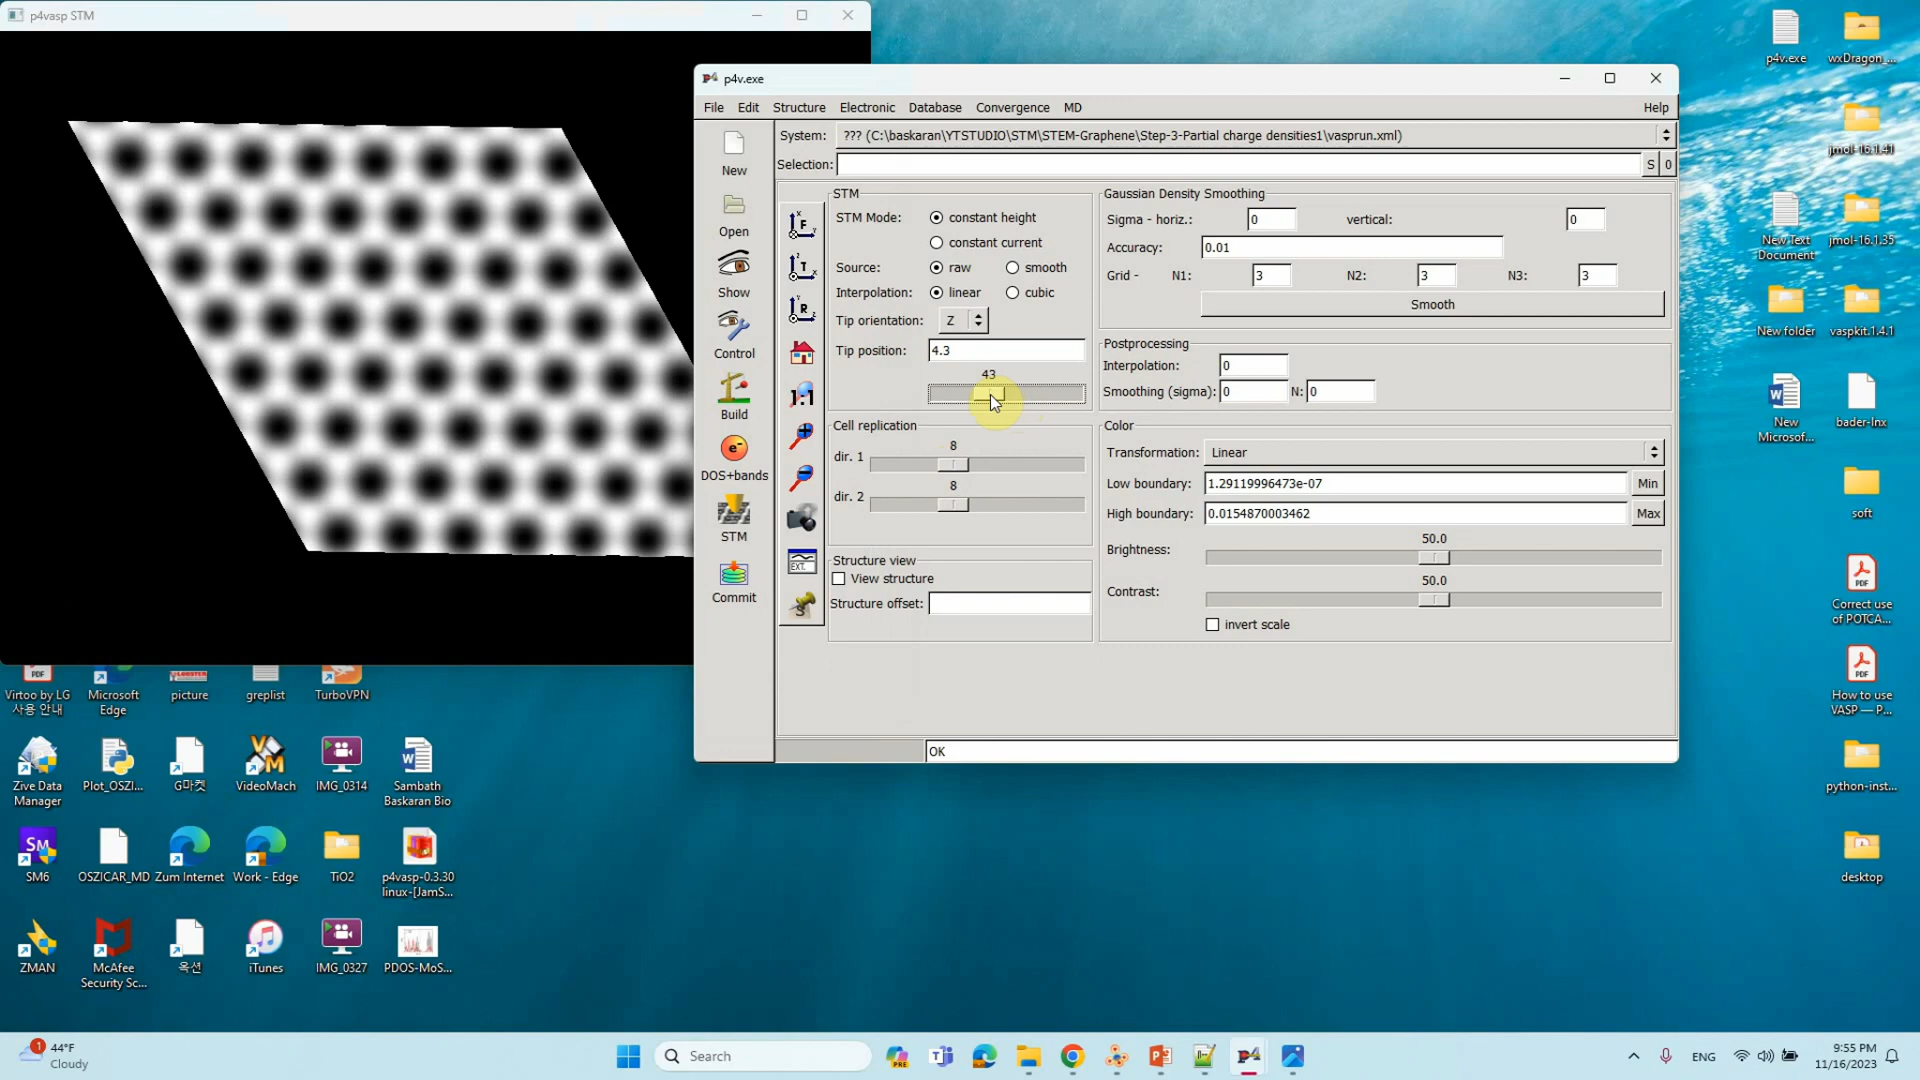 p4vasp STM
p4v.exe
File Edit Structure Electronic Database Convergence MD Help
System: ??? (C:\baskaran\YTSTUDIO\STM\STEM-Graphene\Step-3-Partial charge densities1\vasprun.xml)
Selection: S 0
New
Open
Show
Control
Build
DOS+bands
STM
Commit
STM
STM Mode: constant height
constant current
Source: raw smooth
Interpolation: linear cubic
Tip orientation: Z
Tip position: 4.3
43
Cell replication
8
dir. 1
8
dir. 2
Structure view
View structure
Structure offset:
Gaussian Density Smoothing
Sigma - horiz.: 0 vertical: 0
Accuracy: 0.01
Grid - N1: 3 N2: 3 N3: 3
Smooth
Postprocessing
Interpolation: 0
Smoothing (sigma): 0 N: 0
Color
Transformation: Linear
Low boundary: 1.29119996473e-07 Min
High boundary: 0.0154870003462 Max
50.0
Brightness:
50.0
Contrast:
invert scale
OK
p4v.exe
wxDragon_...
jmol-16.1.41
New Text
Document
jmol-16.1.35
New folder
vaspkit.1.4.1
New
Microsof...
bader-lnx
soft
Correct use
of POTCA...
How to use
VASP — P...
python-inst...
desktop
Virtoo by LG
사용 안내
Microsoft
Edge
picture
greplist
TurboVPN
Zive Data
Manager
Plot_OSZI...
G마켓
VideoMach
IMG_0314
Sambath
Baskaran Bio
SM6
OSZICAR_MD
Zum Internet
Work - Edge
TiO2
p4vasp-0.3.30
linux-[JamS...
ZMAN
McAfee
Security Sc...
옥션
iTunes
IMG_0327
PDOS-MoS...
1
44°F
Cloudy
Search
PRE
ENG
9:55 PM
11/16/2023